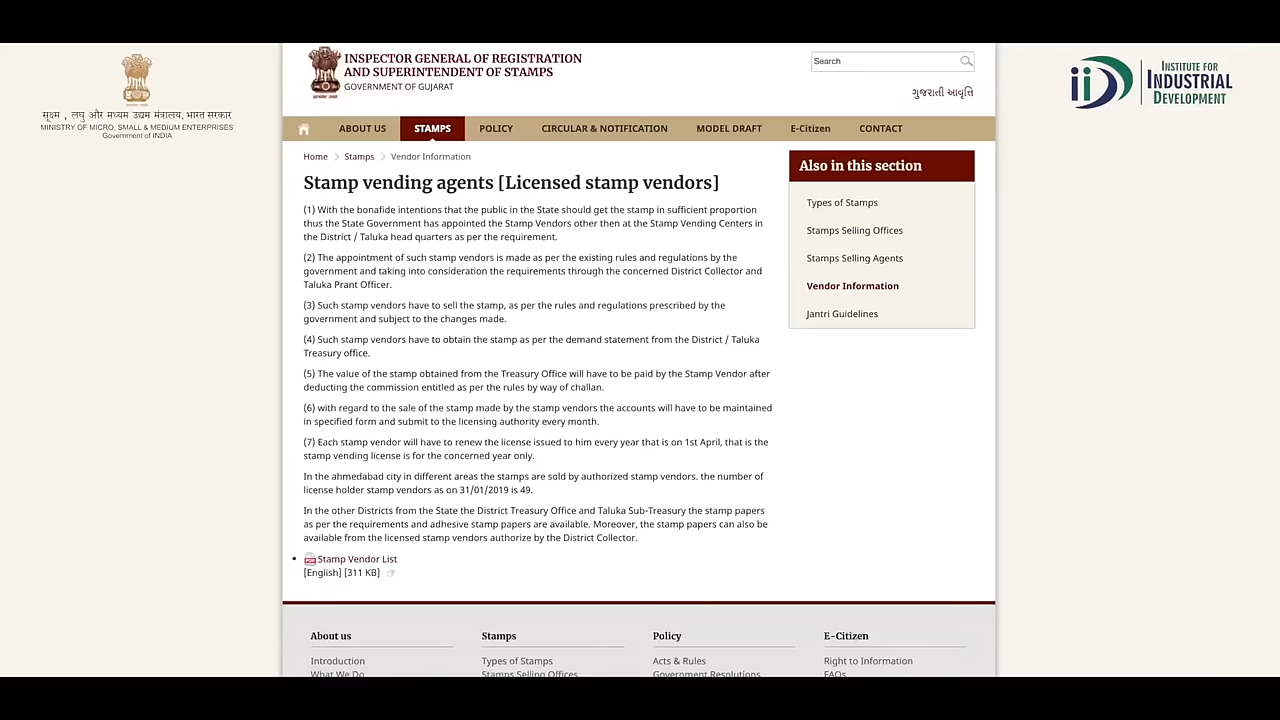 सूक्ष्म , लघु और मध्यम उद्यम मंत्रालय, भारत सरकार
MINISTRY OF MICRO, SMALL & MEDIUM ENTERPRISES
Government of INDIA
INSPECTOR GENERAL OF REGISTRATION
AND SUPERINTENDENT OF STAMPS
GOVERNMENT OF GUJARAT
Search
ગુજરાતી આવૃત્તિ
iiD
INSTITUTE FOR
INDUSTRIAL
DEVELOPMENT
ABOUT US STAMPS POLICY CIRCULAR & NOTIFICATION MODEL DRAFT E-Citizen CONTACT
Home Stamps Vendor Information
Stamp vending agents [Licensed stamp vendors]
(1) With the bonafide intentions that the public in the State should get the stamp in sufficient proportion
thus the State Government has appointed the Stamp Vendors other then at the Stamp Vending Centers in
the District / Taluka head quarters as per the requirement.
(2) The appointment of such stamp vendors is made as per the existing rules and regulations by the
government and taking into consideration the requirements through the concerned District Collector and
Taluka Prant Officer.
(3) Such stamp vendors have to sell the stamp, as per the rules and regulations prescribed by the
government and subject to the changes made.
(4) Such stamp vendors have to obtain the stamp as per the demand statement from the District / Taluka
Treasury office.
(5) The value of the stamp obtained from the Treasury Office will have to be paid by the Stamp Vendor after
deducting the commission entitled as per the rules by way of challan.
(6) with regard to the sale of the stamp made by the stamp vendors the accounts will have to be maintained
in specified form and submit to the licensing authority every month.
(7) Each stamp vendor will have to renew the license issued to him every year that is on 1st April, that is the
stamp vending license is for the concerned year only.
In the ahmedabad city in different areas the stamps are sold by authorized stamp vendors. the number of
license holder stamp vendors as on 31/01/2019 is 49.
In the other Districts from the State the District Treasury Office and Taluka Sub-Treasury the stamp papers
as per the requirements and adhesive stamp papers are available. Moreover, the stamp papers can also be
available from the licensed stamp vendors authorize by the District Collector.
Stamp Vendor List
[English] [311 KB]
Also in this section
Types of Stamps
Stamps Selling Offices
Stamps Selling Agents
Vendor Information
Jantri Guidelines
About us Stamps Policy E-Citizen
Introduction Types of Stamps Acts & Rules Right to Information
What We Do Stamps Selling Offices Government Resolutions FAQs